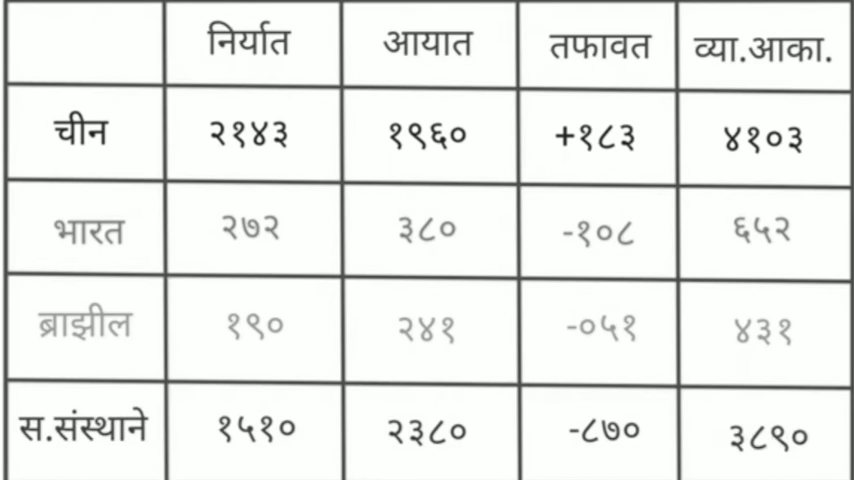 निर्यात आयात तफावत व्या.आका.
चीन २१४३ १९६० +१८३ ४१०३
भारत २७२ ३८० -१०८ ६५२
ब्राझील १९० २४१ -०५१ ४३१
स.संस्थाने १५१० २३८० -८७० ३८९०